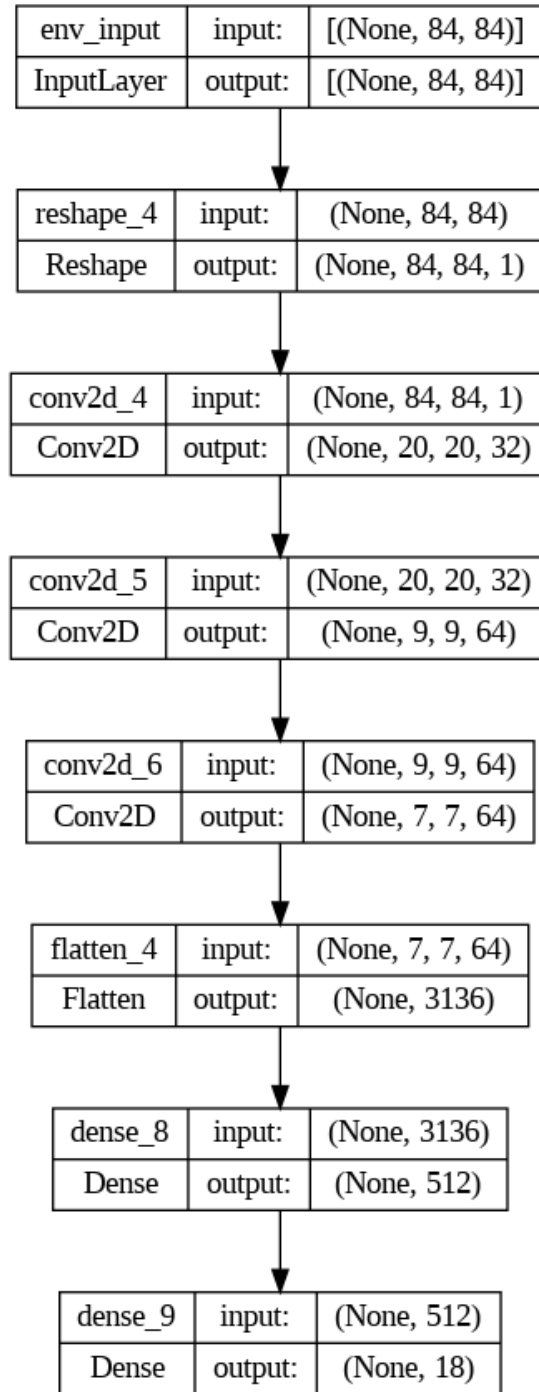 env_input input: [(None, 84, 84)]
InputLayer output: [(None, 84, 84)]
reshape_4 input: (None, 84, 84)
Reshape output: (None, 84, 84, 1)
conv2d_4 input: (None, 84, 84, 1)
Conv2D output: (None, 20, 20, 32)
conv2d_5 input: (None, 20, 20, 32)
Conv2D output: (None, 9, 9, 64)
conv2d_6 input: (None, 9, 9, 64)
Conv2D output: (None, 7, 7, 64)
flatten_4 input: (None, 7, 7, 64)
Flatten output: (None, 3136)
dense_8 input: (None, 3136)
Dense output: (None, 512)
dense_9 input: (None, 512)
Dense output: (None, 18)